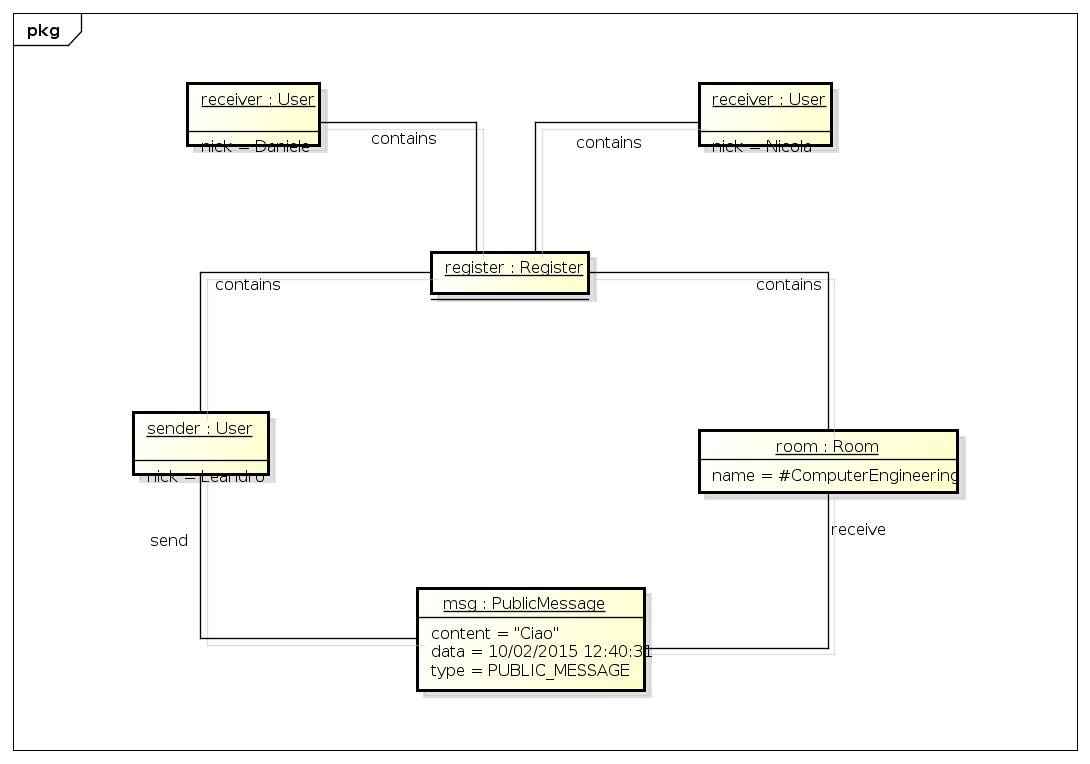 pkg
receiver : User
nick = Daniele
contains
receiver : User
nick = Nicola
contains
register : Register
contains
contains
sender : User
nick = Leandro
room : Room
name = #ComputerEngineering
send
receive
msg : PublicMessage
content = "Ciao"
data = 10/02/2015 12:40:31
type = PUBLIC_MESSAGE